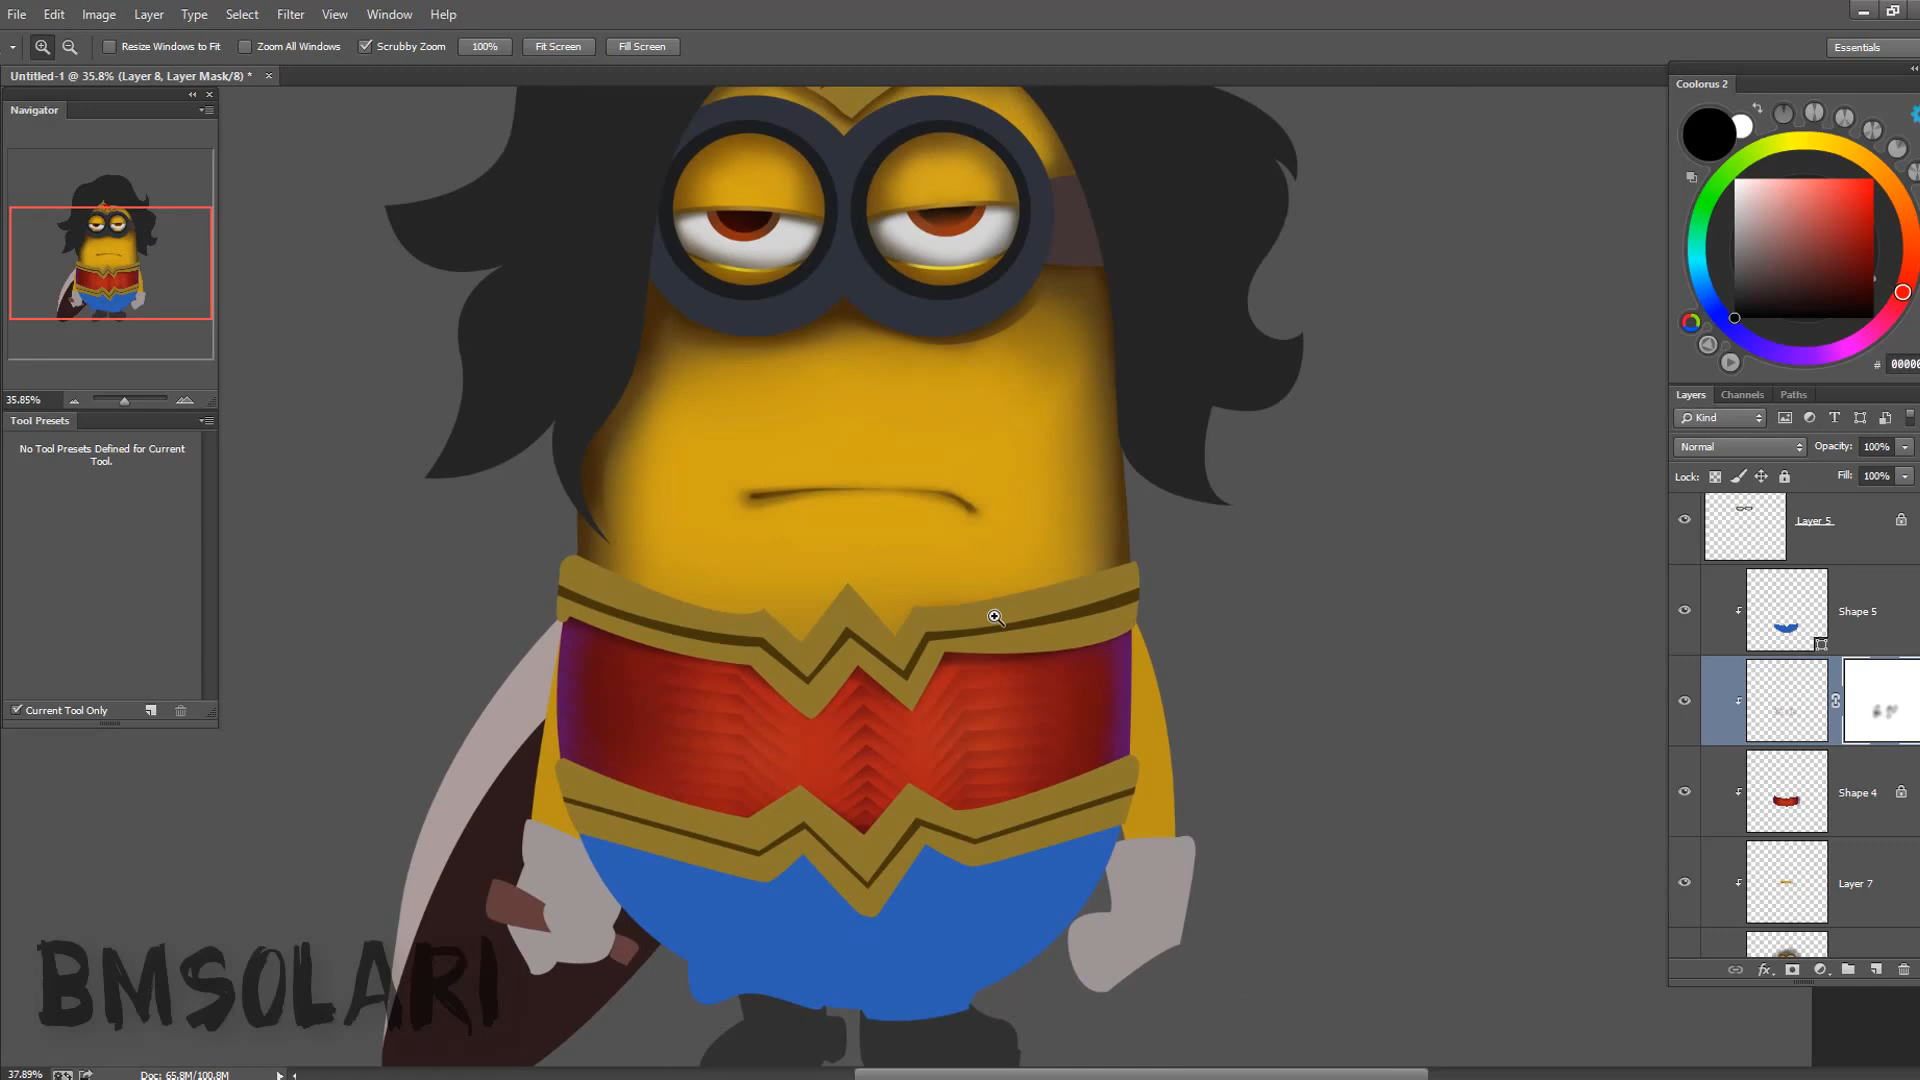 File Edit Image Layer Type Select Filter View Window Help
Resize Windows to Fit Zoom All Windows Scrubby Zoom 100% Fit Screen Fill Screen Essentials
Untitled-1 @ 35.8% (Layer 8, Layer Mask/8) * ×
Navigator
Coolorus 2
35.85%
Tool Presets
No Tool Presets Defined for Current
Tool.
Current Tool Only
# 00000
Layers Channels Paths
Kind
Normal Opacity: 100%
Lock: Fill: 100%
Layer 5
Shape 5
Shape 4
Layer 7
fx
BMSOLARI
37.89% Doc: 65.8M/100.8M